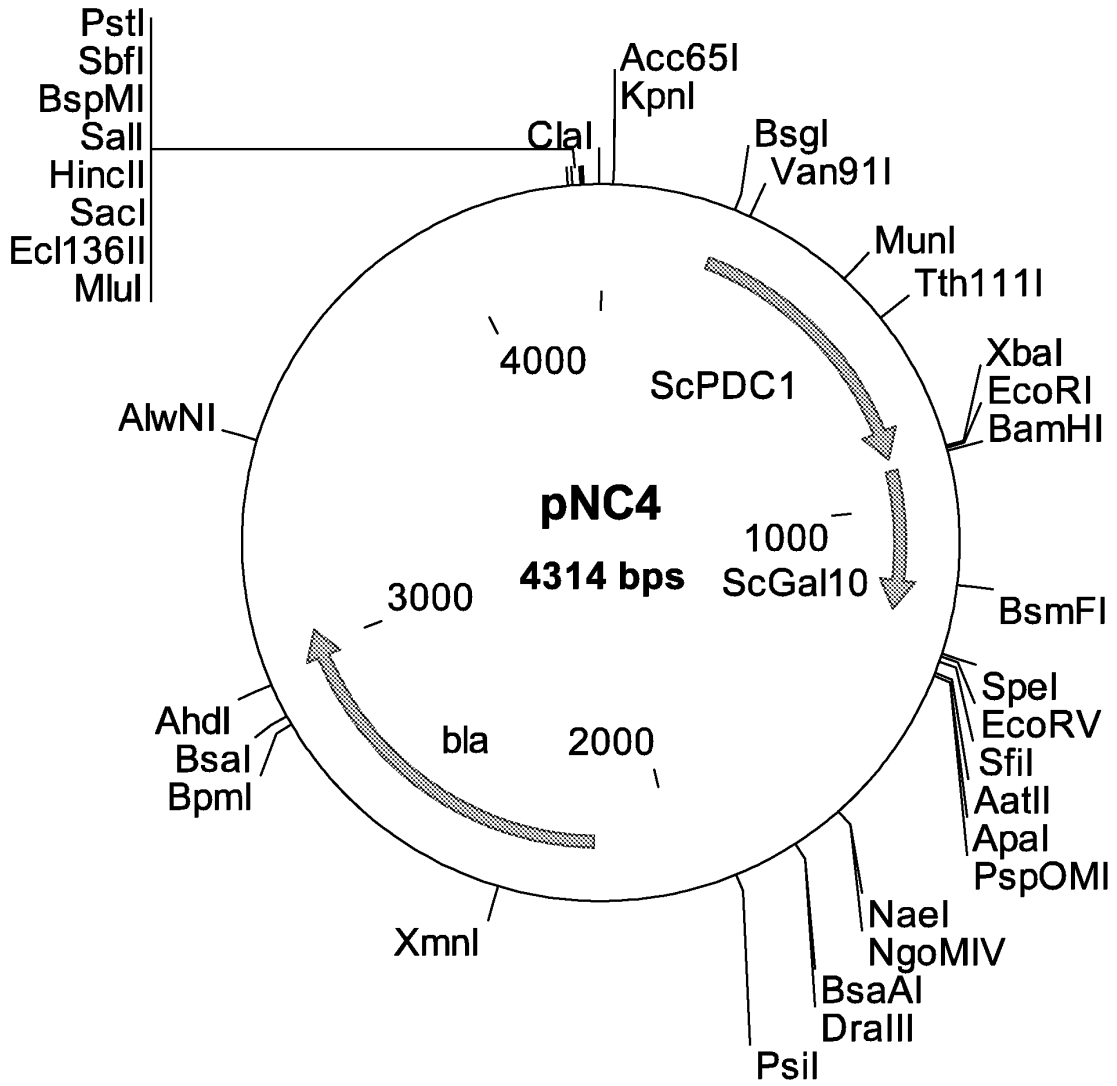 PstI
SbfI
BspMI
SalI
HincII
SacI
Ecl136II
MluI
ClaI
Acc65I
KpnI
BsgI
Van91I
MunI
Tth111I
XbaI
EcoRI
BamHI
4000
ScPDC1
AlwNI
pNC4
4314 bps
1000
ScGal10
3000
BsmFI
SpeI
EcoRV
SfiI
AatII
ApaI
PspOMI
AhdI
BsaI
BpmI
bla
2000
NaeI
NgoMIV
BsaAI
DraIII
PsiI
XmnI